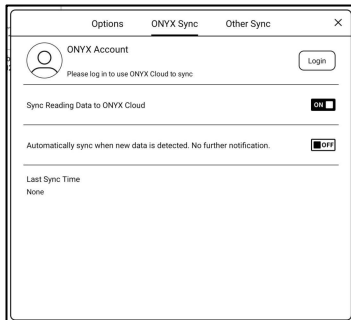 Options ONYX Sync Other Sync
ONYX Account
Please log in to use ONYX Cloud to sync
Login
Sync Reading Data to ONYX Cloud
ON
Automatically sync when new data is detected. No further notification.
OFF
Last Sync Time
None